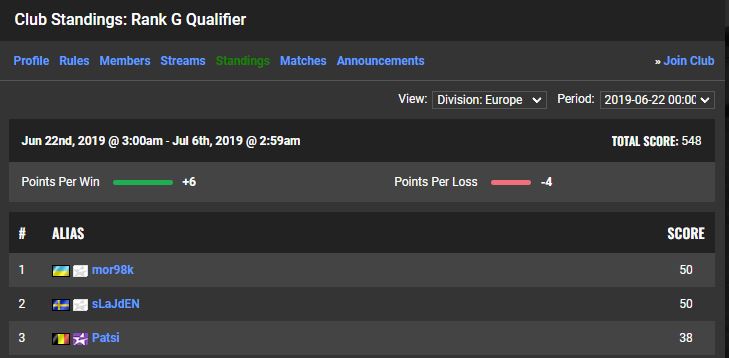 Club Standings: Rank G Qualifier
Profile Rules Members Streams Standings Matches Announcements » Join Club
View: Division: Europe Period: 2019-06-22 00:00
Jun 22nd, 2019 @ 3:00am - Jul 6th, 2019 @ 2:59am TOTAL SCORE: 548
Points Per Win +6 Points Per Loss -4
# ALIAS SCORE
1 mor98k 50
2 sLaJdEN 50
3 Patsi 38